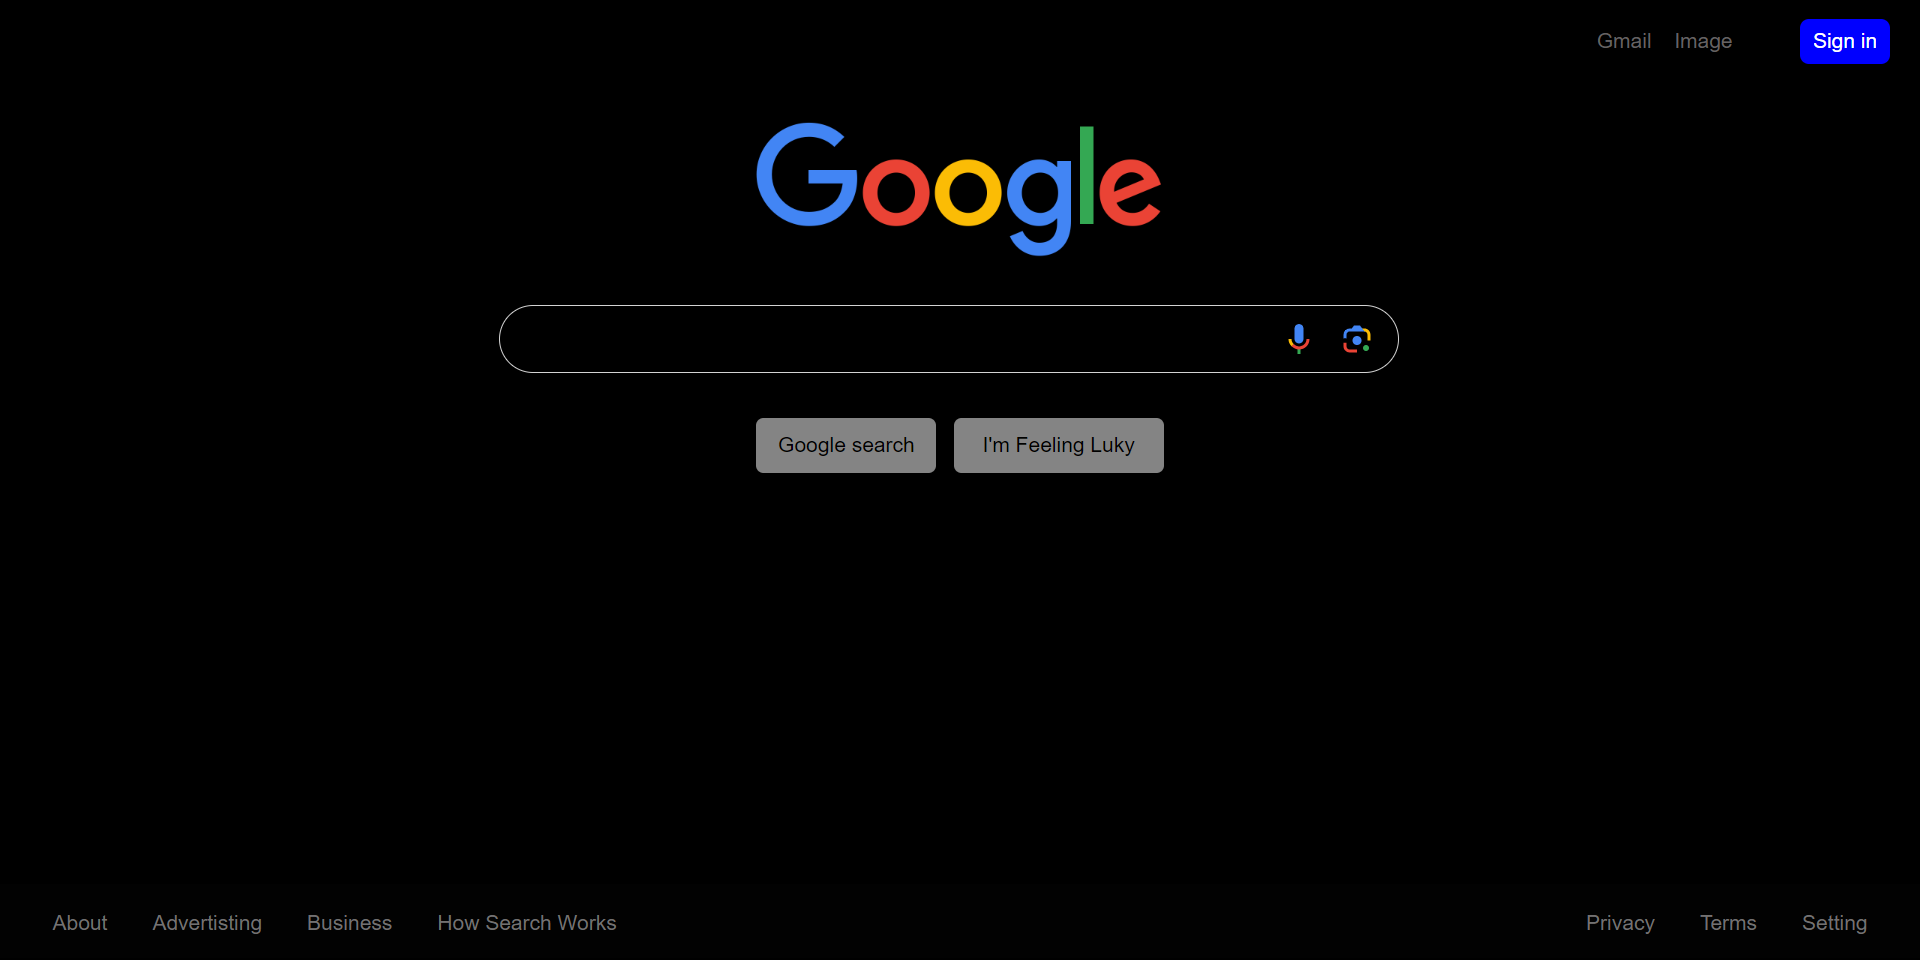 Gmail Image Sign in
Google
Google search I'm Feeling Luky
About Advertisting Business How Search Works Privacy Terms Setting